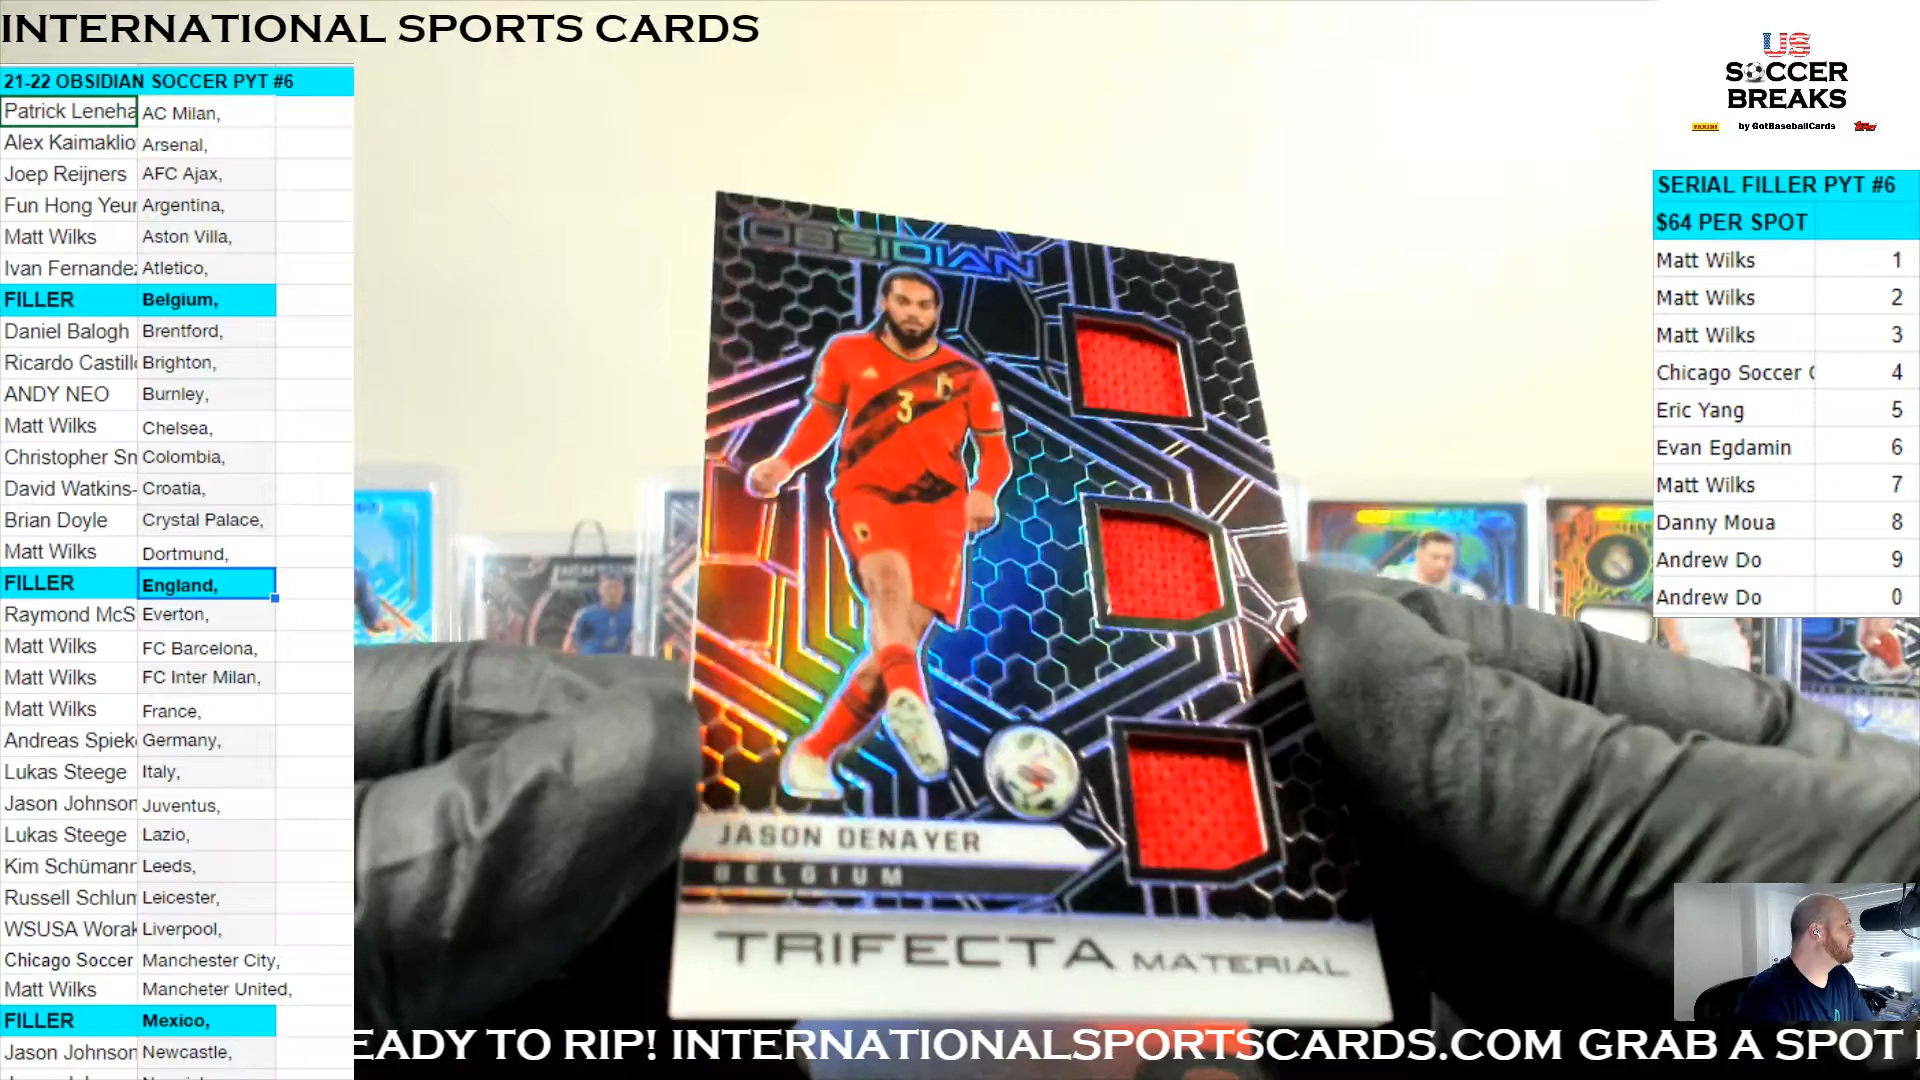 INTERNATIONAL SPORTS CARDS
21-22 OBSIDIAN SOCCER PYT #6
Patrick Leneha AC Milan,
Alex Kaimaklio Arsenal,
Joep Reijners AFC Ajax,
Fun Hong Yeur Argentina,
Matt Wilks Aston Villa,
Ivan Fernandez Atletico,
FILLER Belgium,
Daniel Balogh Brentford,
Ricardo Castill Brighton,
ANDY NEO Burnley,
Matt Wilks Chelsea,
Christopher Sn Colombia,
David Watkins- Croatia,
Brian Doyle Crystal Palace,
Matt Wilks Dortmund,
FILLER England,
Raymond McS Everton,
Matt Wilks FC Barcelona,
Matt Wilks FC Inter Milan,
Matt Wilks France,
Andreas Spiek Germany,
Lukas Steege Italy,
Jason Johnson Juventus,
Lukas Steege Lazio,
Kim Schümann Leeds,
Russell Schlum Leicester,
WSUSA Worak Liverpool,
Chicago Soccer Manchester City,
Matt Wilks Mancheter United,
FILLER Mexico,
Jason Johnson Newcastle,
OBSIDIAN
3
JASON DENAYER
BELGIUM
TRIFECTA MATERIAL
US
SOCCER
BREAKS
PANINI by GotBaseballCards Topps
SERIAL FILLER PYT #6
$64 PER SPOT
Matt Wilks 1
Matt Wilks 2
Matt Wilks 3
Chicago Soccer C 4
Eric Yang 5
Evan Egdamin 6
Matt Wilks 7
Danny Moua 8
Andrew Do 9
Andrew Do 0
EADY TO RIP! INTERNATIONALSPORTSCARDS.COM GRAB A SPOT